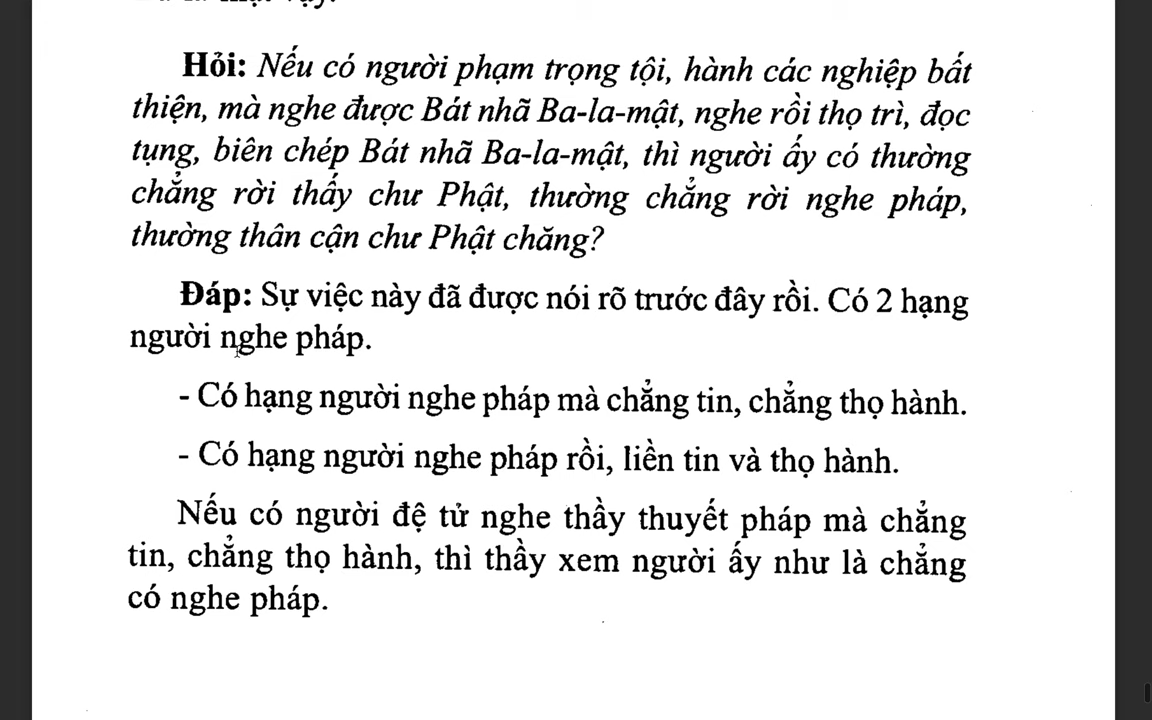 Hỏi: Nếu có người phạm trọng tội, hành các nghiệp bất
thiện, mà nghe được Bát nhã Ba-la-mật, nghe rồi thọ trì, đọc
tụng, biên chép Bát nhã Ba-la-mật, thì người ấy có thường
chẳng rời thấy chư Phật, thường chẳng rời nghe pháp,
thường thân cận chư Phật chăng?
Đáp: Sự việc này đã được nói rõ trước đây rồi. Có 2 hạng
người nghe pháp.
- Có hạng người nghe pháp mà chẳng tin, chẳng thọ hành.
- Có hạng người nghe pháp rồi, liền tin và thọ hành.
Nếu có người đệ tử nghe thầy thuyết pháp mà chẳng
tin, chẳng thọ hành, thì thầy xem người ấy như là chẳng
có nghe pháp.